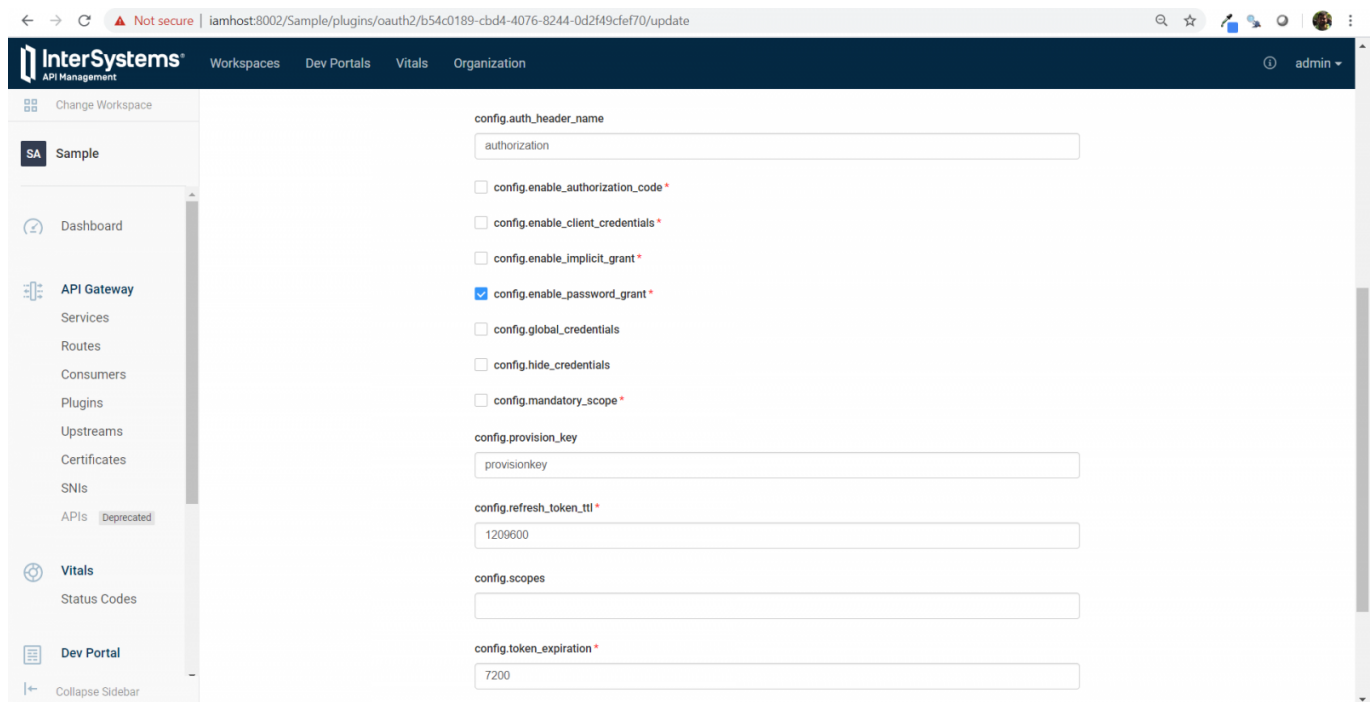 Not secure | iamhost:8002/Sample/plugins/oauth2/b54c0189-cbd4-4076-8244-0d2f49cfef70/update
InterSystems®
API Management
Workspaces Dev Portals Vitals Organization admin
Change Workspace
SA Sample
Dashboard
API Gateway
Services
Routes
Consumers
Plugins
Upstreams
Certificates
SNIs
APIs Deprecated
Vitals
Status Codes
Dev Portal
Collapse Sidebar
config.auth_header_name
authorization
config.enable_authorization_code *
config.enable_client_credentials *
config.enable_implicit_grant *
config.enable_password_grant *
config.global_credentials
config.hide_credentials
config.mandatory_scope *
config.provision_key
provisionkey
config.refresh_token_ttl *
1209600
config.scopes
config.token_expiration *
7200